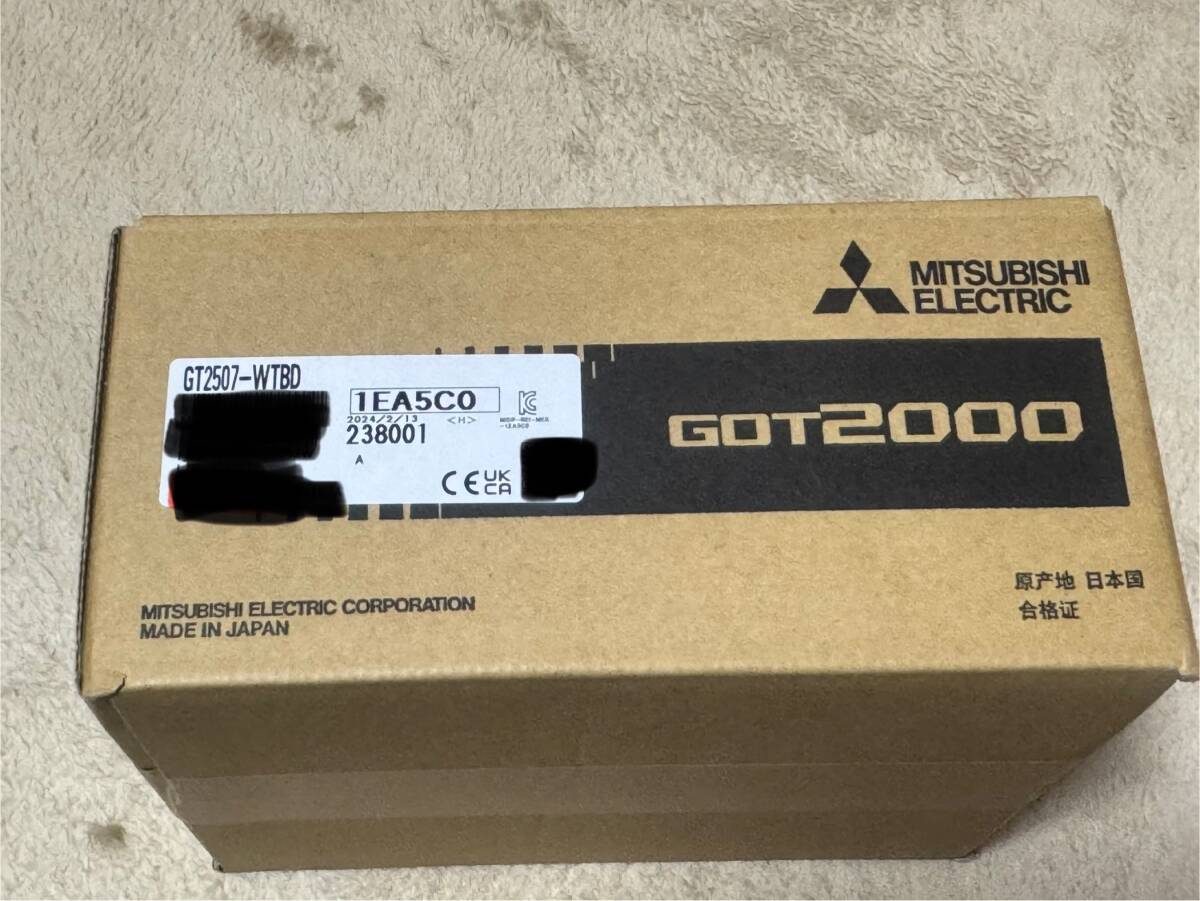 MITSUBISHI
ELECTRIC
GT2507-WTBD
1EA5C0
2024/2/13 <H>
238001
A
CE UK
CA
GOT2000
原产地 日本国
合格证
MITSUBISHI ELECTRIC CORPORATION
MADE IN JAPAN